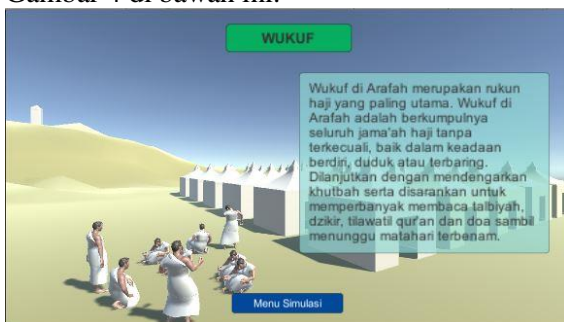 Gambar 4 di bawah ini.
WUKUF
Wukuf di Arafah merupakan rukun
haji yang paling utama. Wukuf di
Arafah adalah berkumpulnya
seluruh jama'ah haji tanpa
terkecuali, baik dalam keadaan
berdiri, duduk atau terbaring.
Dilanjutkan dengan mendengarkan
khutbah serta disarankan untuk
memperbanyak membaca talbiyah,
dzikir, tilawatil qur'an dan doa sambil
menunggu matahari terbenam.
Menu Simulasi